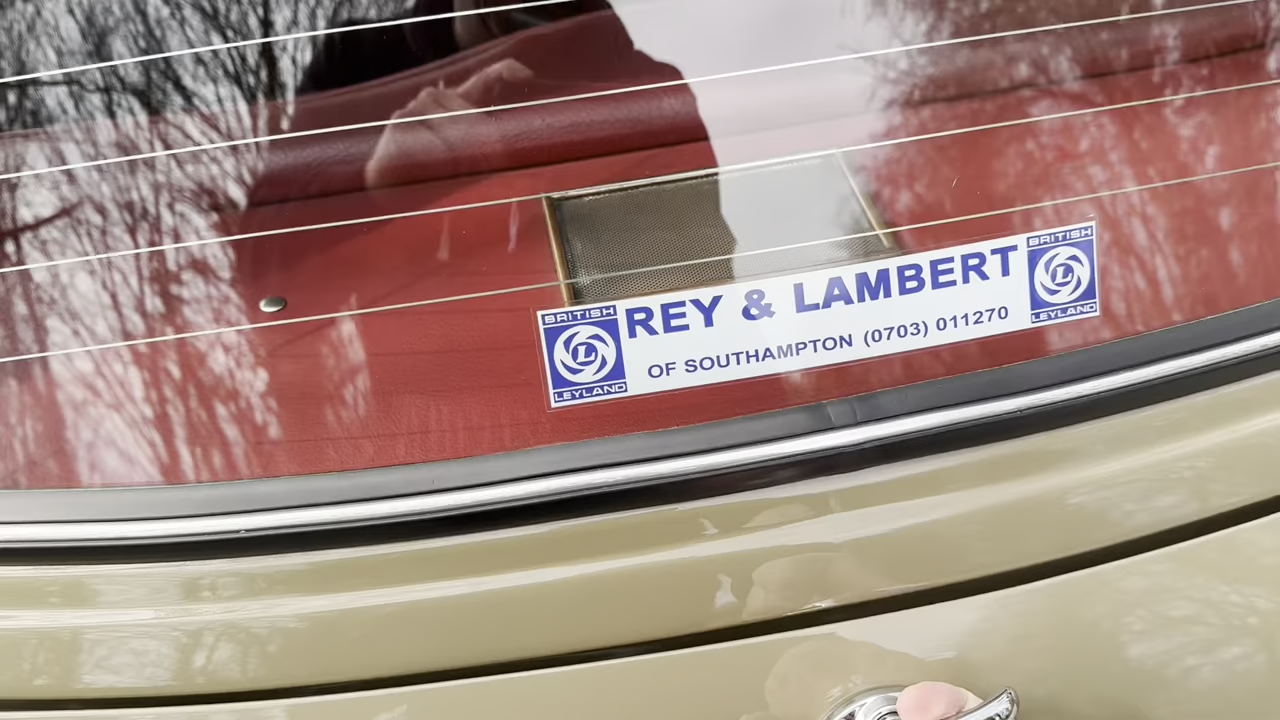 BRITISH
L
LEYLAND
REY & LAMBERT
OF SOUTHAMPTON (0703) 011270
BRITISH
L
LEYLAND